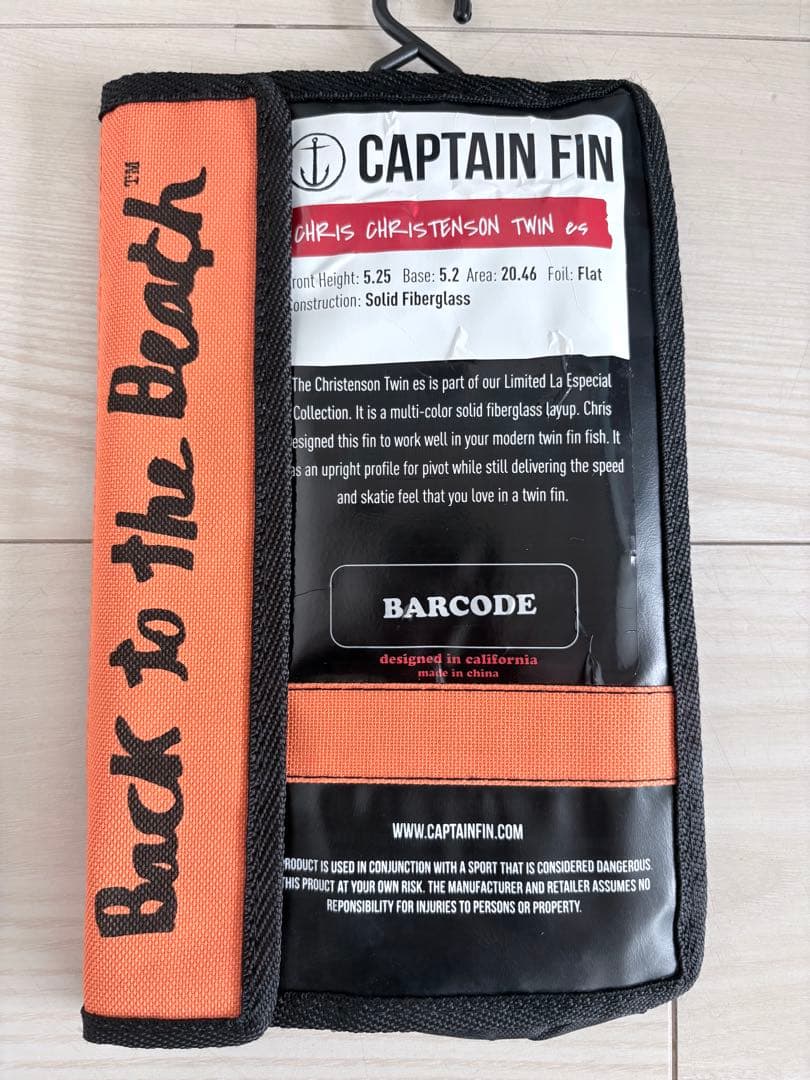 Back to the Beach™
CAPTAIN FIN
CHRIS CHRISTENSON TWIN es
ront Height: 5.25 Base: 5.2 Area: 20.46 Foil: Flat
onstruction: Solid Fiberglass
The Christenson Twin es is part of our Limited La Especial
Collection. It is a multi-color solid fiberglass layup. Chris
esigned this fin to work well in your modern twin fin fish. It
as an upright profile for pivot while still delivering the speed
and skatie feel that you love in a twin fin.
BARCODE
designed in california
made in china
WWW.CAPTAINFIN.COM
PRODUCT IS USED IN CONJUNCTION WITH A SPORT THAT IS CONSIDERED DANGEROUS.
THIS PROUCT AT YOUR OWN RISK. THE MANUFACTURER AND RETAILER ASSUMES NO
REPONSIBILITY FOR INJURIES TO PERSONS OR PROPERTY.